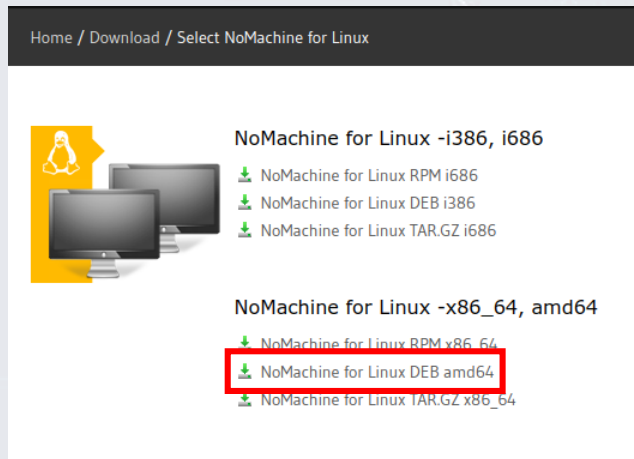 Home / Download / Select NoMachine for Linux
NoMachine for Linux -i386, i686
NoMachine for Linux RPM i686
NoMachine for Linux DEB i386
NoMachine for Linux TAR.GZ i686
NoMachine for Linux -x86_64, amd64
NoMachine for Linux RPM x86_64
NoMachine for Linux DEB amd64
NoMachine for Linux TAR.GZ x86_64